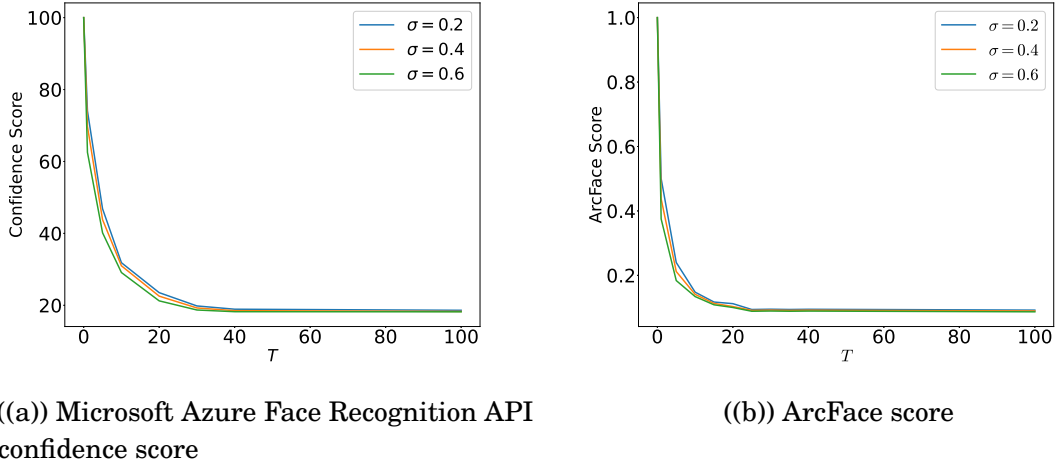 100
80
60
40
20
Confidence Score
0 20 40 60 80 100
T
σ = 0.2
σ = 0.4
σ = 0.6
((a)) Microsoft Azure Face Recognition API
confidence score
1.0
0.8
0.6
0.4
0.2
ArcFace Score
0 20 40 60 80 100
T
σ = 0.2
σ = 0.4
σ = 0.6
((b)) ArcFace score